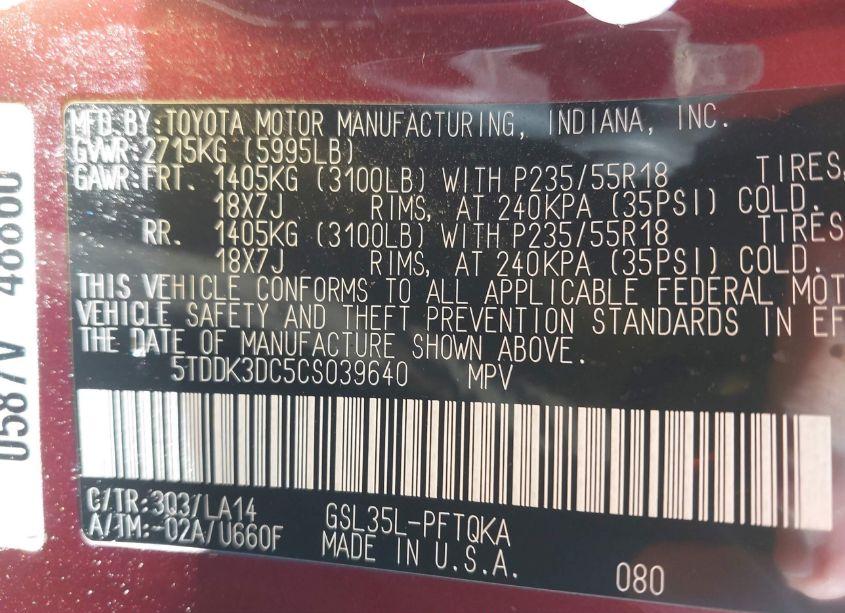 MFD.BY:TOYOTA MOTOR MANUFACTURING, INDIANA, INC.
GVWR:2715KG (5995LB)
GAWR:FRT. 1405KG (3100LB) WITH P235/55R18 TIRES,
18X7J RIMS, AT 240KPA (35PSI) COLD.
RR. 1405KG (3100LB) WITH P235/55R18 TIRES
18X7J RIMS, AT 240KPA (35PSI) COLD.
THIS VEHICLE CONFORMS TO ALL APPLICABLE FEDERAL MOT
VEHICLE SAFETY AND THEFT PREVENTION STANDARDS IN EF
THE DATE OF MANUFACTURE SHOWN ABOVE.
5TDDK3DC5CS039640 MPV
C/TR:3Q3/LA14 GSL35L-PFTQKA
A/TM:-02A/U660F MADE IN U.S.A. 080
0587V 48860